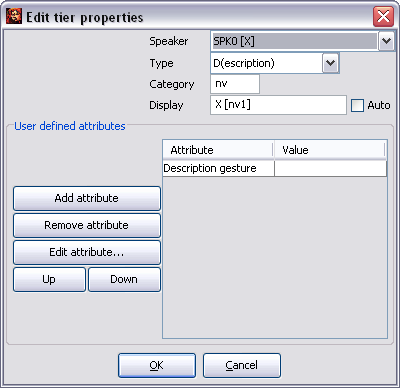 Edit tier properties
Speaker SPK0 [X]
Type D(escription)
Category nv
Display X [nv1] Auto
User defined attributes
Attribute Value
Description gesture
Add attribute
Remove attribute
Edit attribute...
Up Down
OK Cancel